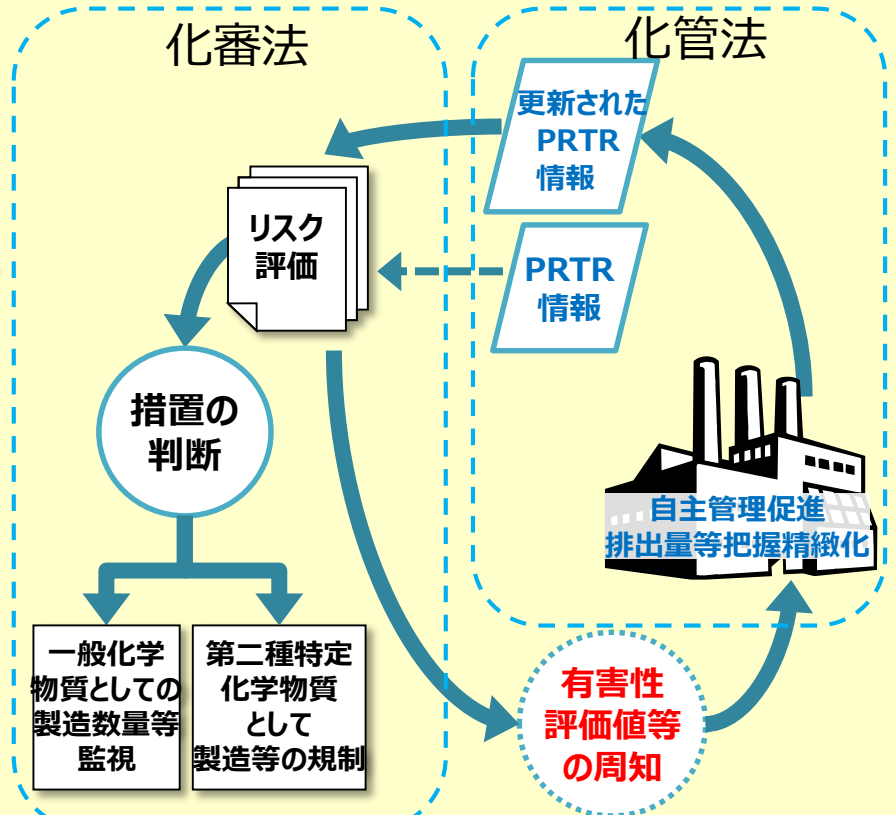 化審法
化管法
更新された
PRTR
情報
リスク
評価
PRTR
情報
措置の
判断
自主管理促進
排出量等把握精緻化
一般化学
物質としての
製造数量等
監視
第二種特定
化学物質
として
製造等の規制
有害性
評価値等
の周知